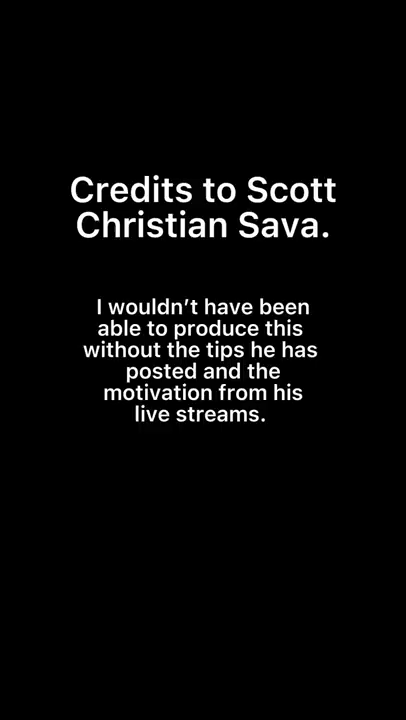 Credits to Scott
Christian Sava.
I wouldn’t have been
able to produce this
without the tips he has
posted and the
motivation from his
live streams.